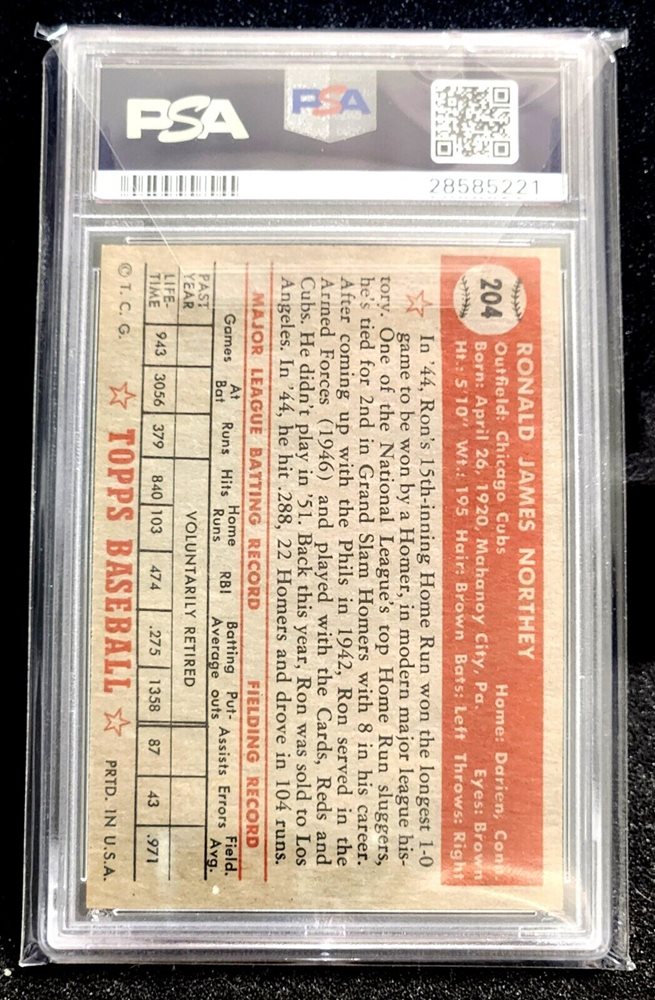 PSA
PSA
28585221
204
RONALD JAMES NORTHEY
Outfield: Chicago Cubs Home: Darien, Conn.
Born: April 26, 1920, Mahanoy City, Pa. Eyes: Brown
Ht.: 5'10" Wt.: 195 Hair: Brown Bats: Left Throws: Right
In '44, Ron's 15th-inning Home Run won the longest 1-0
game to be won by a Homer, in modern major league his-
tory. One of the National League's top Home Run sluggers,
he's tied for 2nd in Grand Slam Homers with 8 in his career.
After coming up with the Phils in 1942, Ron served in the
Armed Forces (1946) and played with the Cards, Reds and
Cubs. He didn't play in '51. Back this year, Ron was sold to Los
Angeles. In '44, he hit .288, 22 Homers and drove in 104 runs.
MAJOR LEAGUE BATTING RECORD FIELDING RECORD
Games At Bat Runs Hits Home Runs RBI Batting Average Put-outs Assists Errors Field. Avg.
PAST YEAR VOLUNTARILY RETIRED
LIFE-TIME 943 3056 379 840 103 474 .275 1358 87 43 .971
© T. C. G. TOPPS BASEBALL PRTD. IN U.S.A.